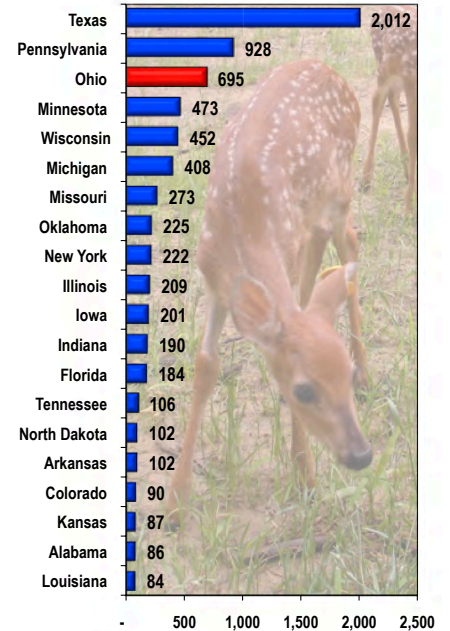 Texas 2,012
Pennsylvania 928
Ohio 695
Minnesota 473
Wisconsin 452
Michigan 408
Missouri 273
Oklahoma 225
New York 222
Illinois 209
Iowa 201
Indiana 190
Florida 184
Tennessee 106
North Dakota 102
Arkansas 102
Colorado 90
Kansas 87
Alabama 86
Louisiana 84
- 500 1,000 1,500 2,000 2,500